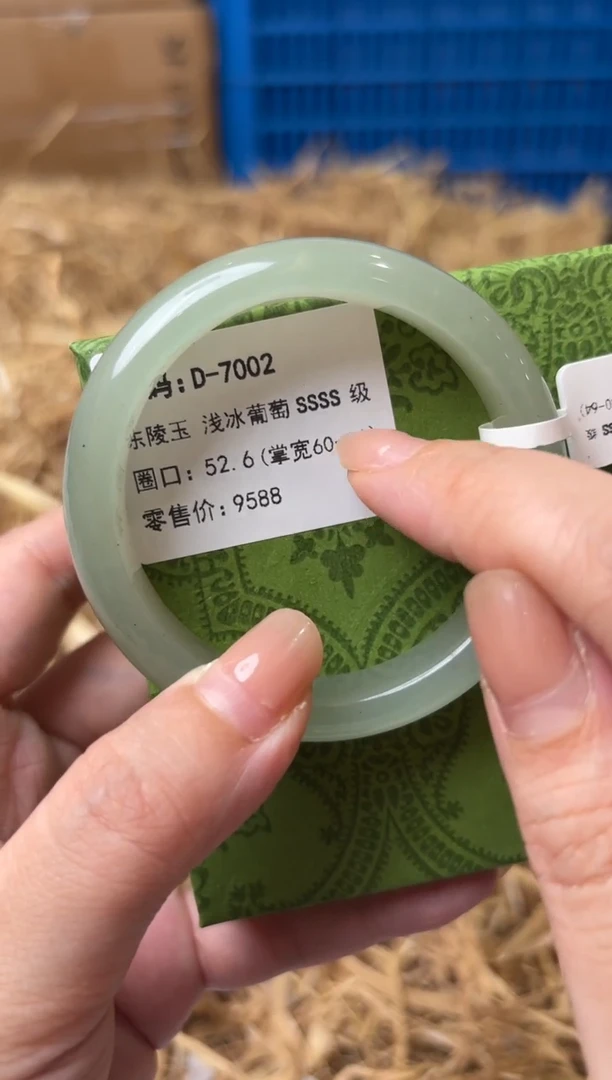 码:D-7002
东陵玉 浅冰葡萄 SSSS 级
圈口: 52.6(掌宽60
零售价: 9588